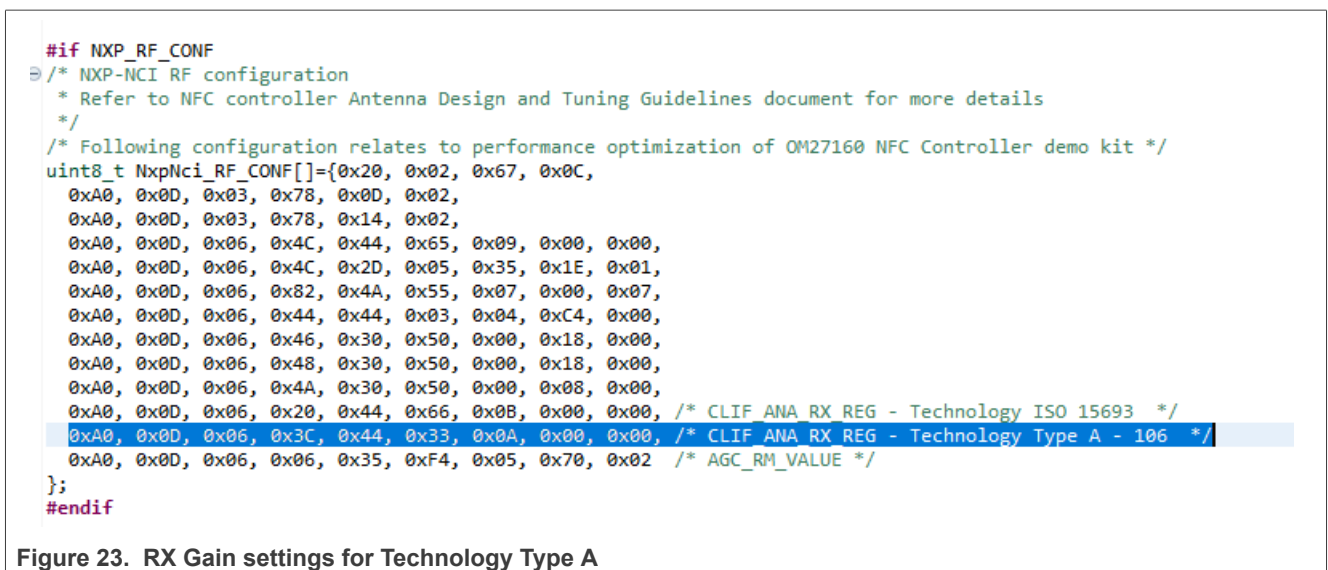 #if NXP_RF_CONF
/* NXP-NCI RF configuration
 * Refer to NFC controller Antenna Design and Tuning Guidelines document for more details
 */
/* Following configuration relates to performance optimization of OM27160 NFC Controller demo kit */
uint8_t NxpNci_RF_CONF[]={0x20, 0x02, 0x67, 0x0C,
  0xA0, 0x0D, 0x03, 0x78, 0x0D, 0x02,
  0xA0, 0x0D, 0x03, 0x78, 0x14, 0x02,
  0xA0, 0x0D, 0x06, 0x4C, 0x44, 0x65, 0x09, 0x00, 0x00,
  0xA0, 0x0D, 0x06, 0x4C, 0x2D, 0x05, 0x35, 0x1E, 0x01,
  0xA0, 0x0D, 0x06, 0x82, 0x4A, 0x55, 0x07, 0x00, 0x07,
  0xA0, 0x0D, 0x06, 0x44, 0x44, 0x03, 0x04, 0xC4, 0x00,
  0xA0, 0x0D, 0x06, 0x46, 0x30, 0x50, 0x00, 0x18, 0x00,
  0xA0, 0x0D, 0x06, 0x48, 0x30, 0x50, 0x00, 0x18, 0x00,
  0xA0, 0x0D, 0x06, 0x4A, 0x30, 0x50, 0x00, 0x08, 0x00,
  0xA0, 0x0D, 0x06, 0x20, 0x44, 0x66, 0x0B, 0x00, 0x00, /* CLIF_ANA_RX_REG - Technology ISO 15693  */
  0xA0, 0x0D, 0x06, 0x3C, 0x44, 0x33, 0x0A, 0x00, 0x00, /* CLIF_ANA_RX_REG - Technology Type A - 106  */
  0xA0, 0x0D, 0x06, 0x06, 0x35, 0xF4, 0x05, 0x70, 0x02  /* AGC_RM_VALUE */
};
#endif
Figure 23. RX Gain settings for Technology Type A